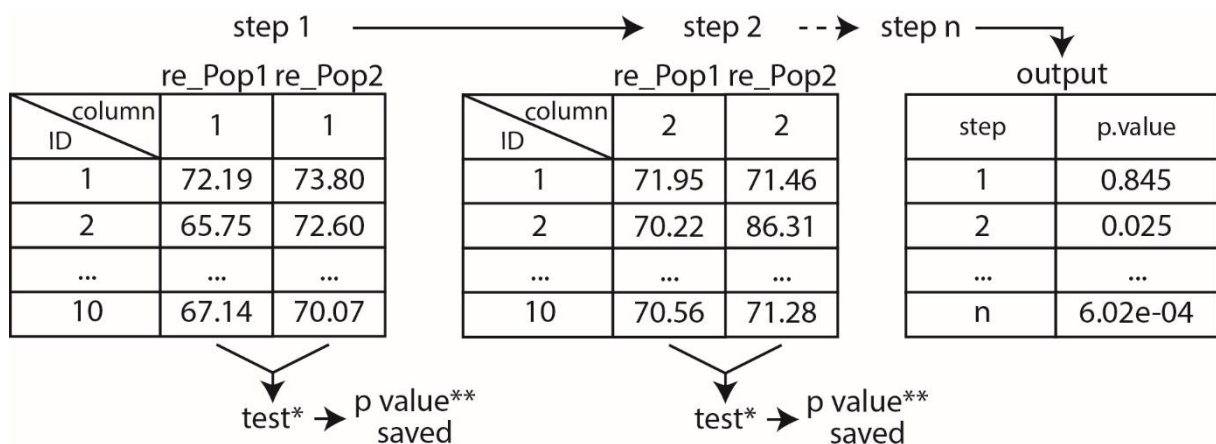 step 1 step 2 step n
re_Pop1 re_Pop2 re_Pop1 re_Pop2 output
column column
ID 1 1 ID 2 2 step p.value
1 72.19 73.80 1 71.95 71.46 1 0.845
2 65.75 72.60 2 70.22 86.31 2 0.025
... ... ... ... ... ... ... ...
10 67.14 70.07 10 70.56 71.28 n 6.02e-04
test* p value** test* p value**
saved saved